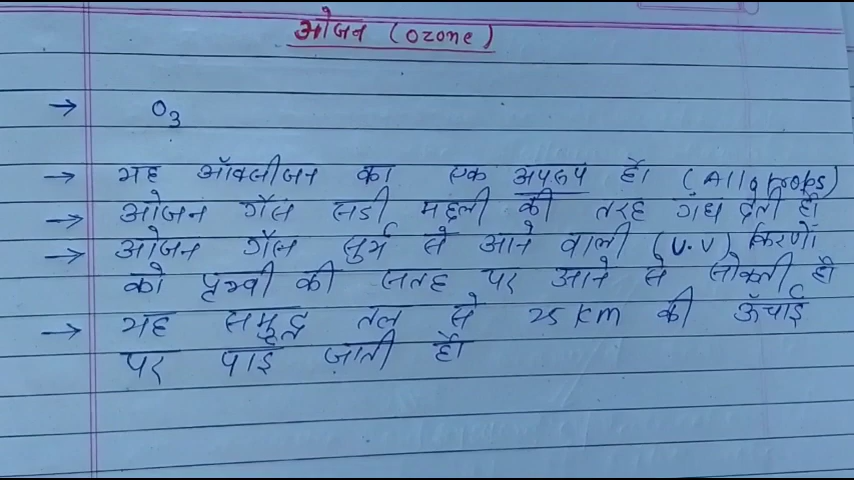 ओजन (Ozone)
→ O3
→ यह ऑक्सीजन का एक अपरुप है। (Allotrops)
→ ओजन गैस सडी मछली की तरह गंध देती है।
→ ओजन गैस सुर्य से आने वाली (U.V) किरणों
को पृथ्वी की सतह पर आने से रोकती है
→ यह समुद्र तल से 25 km की ऊँचाई
पर पाई जाती है।